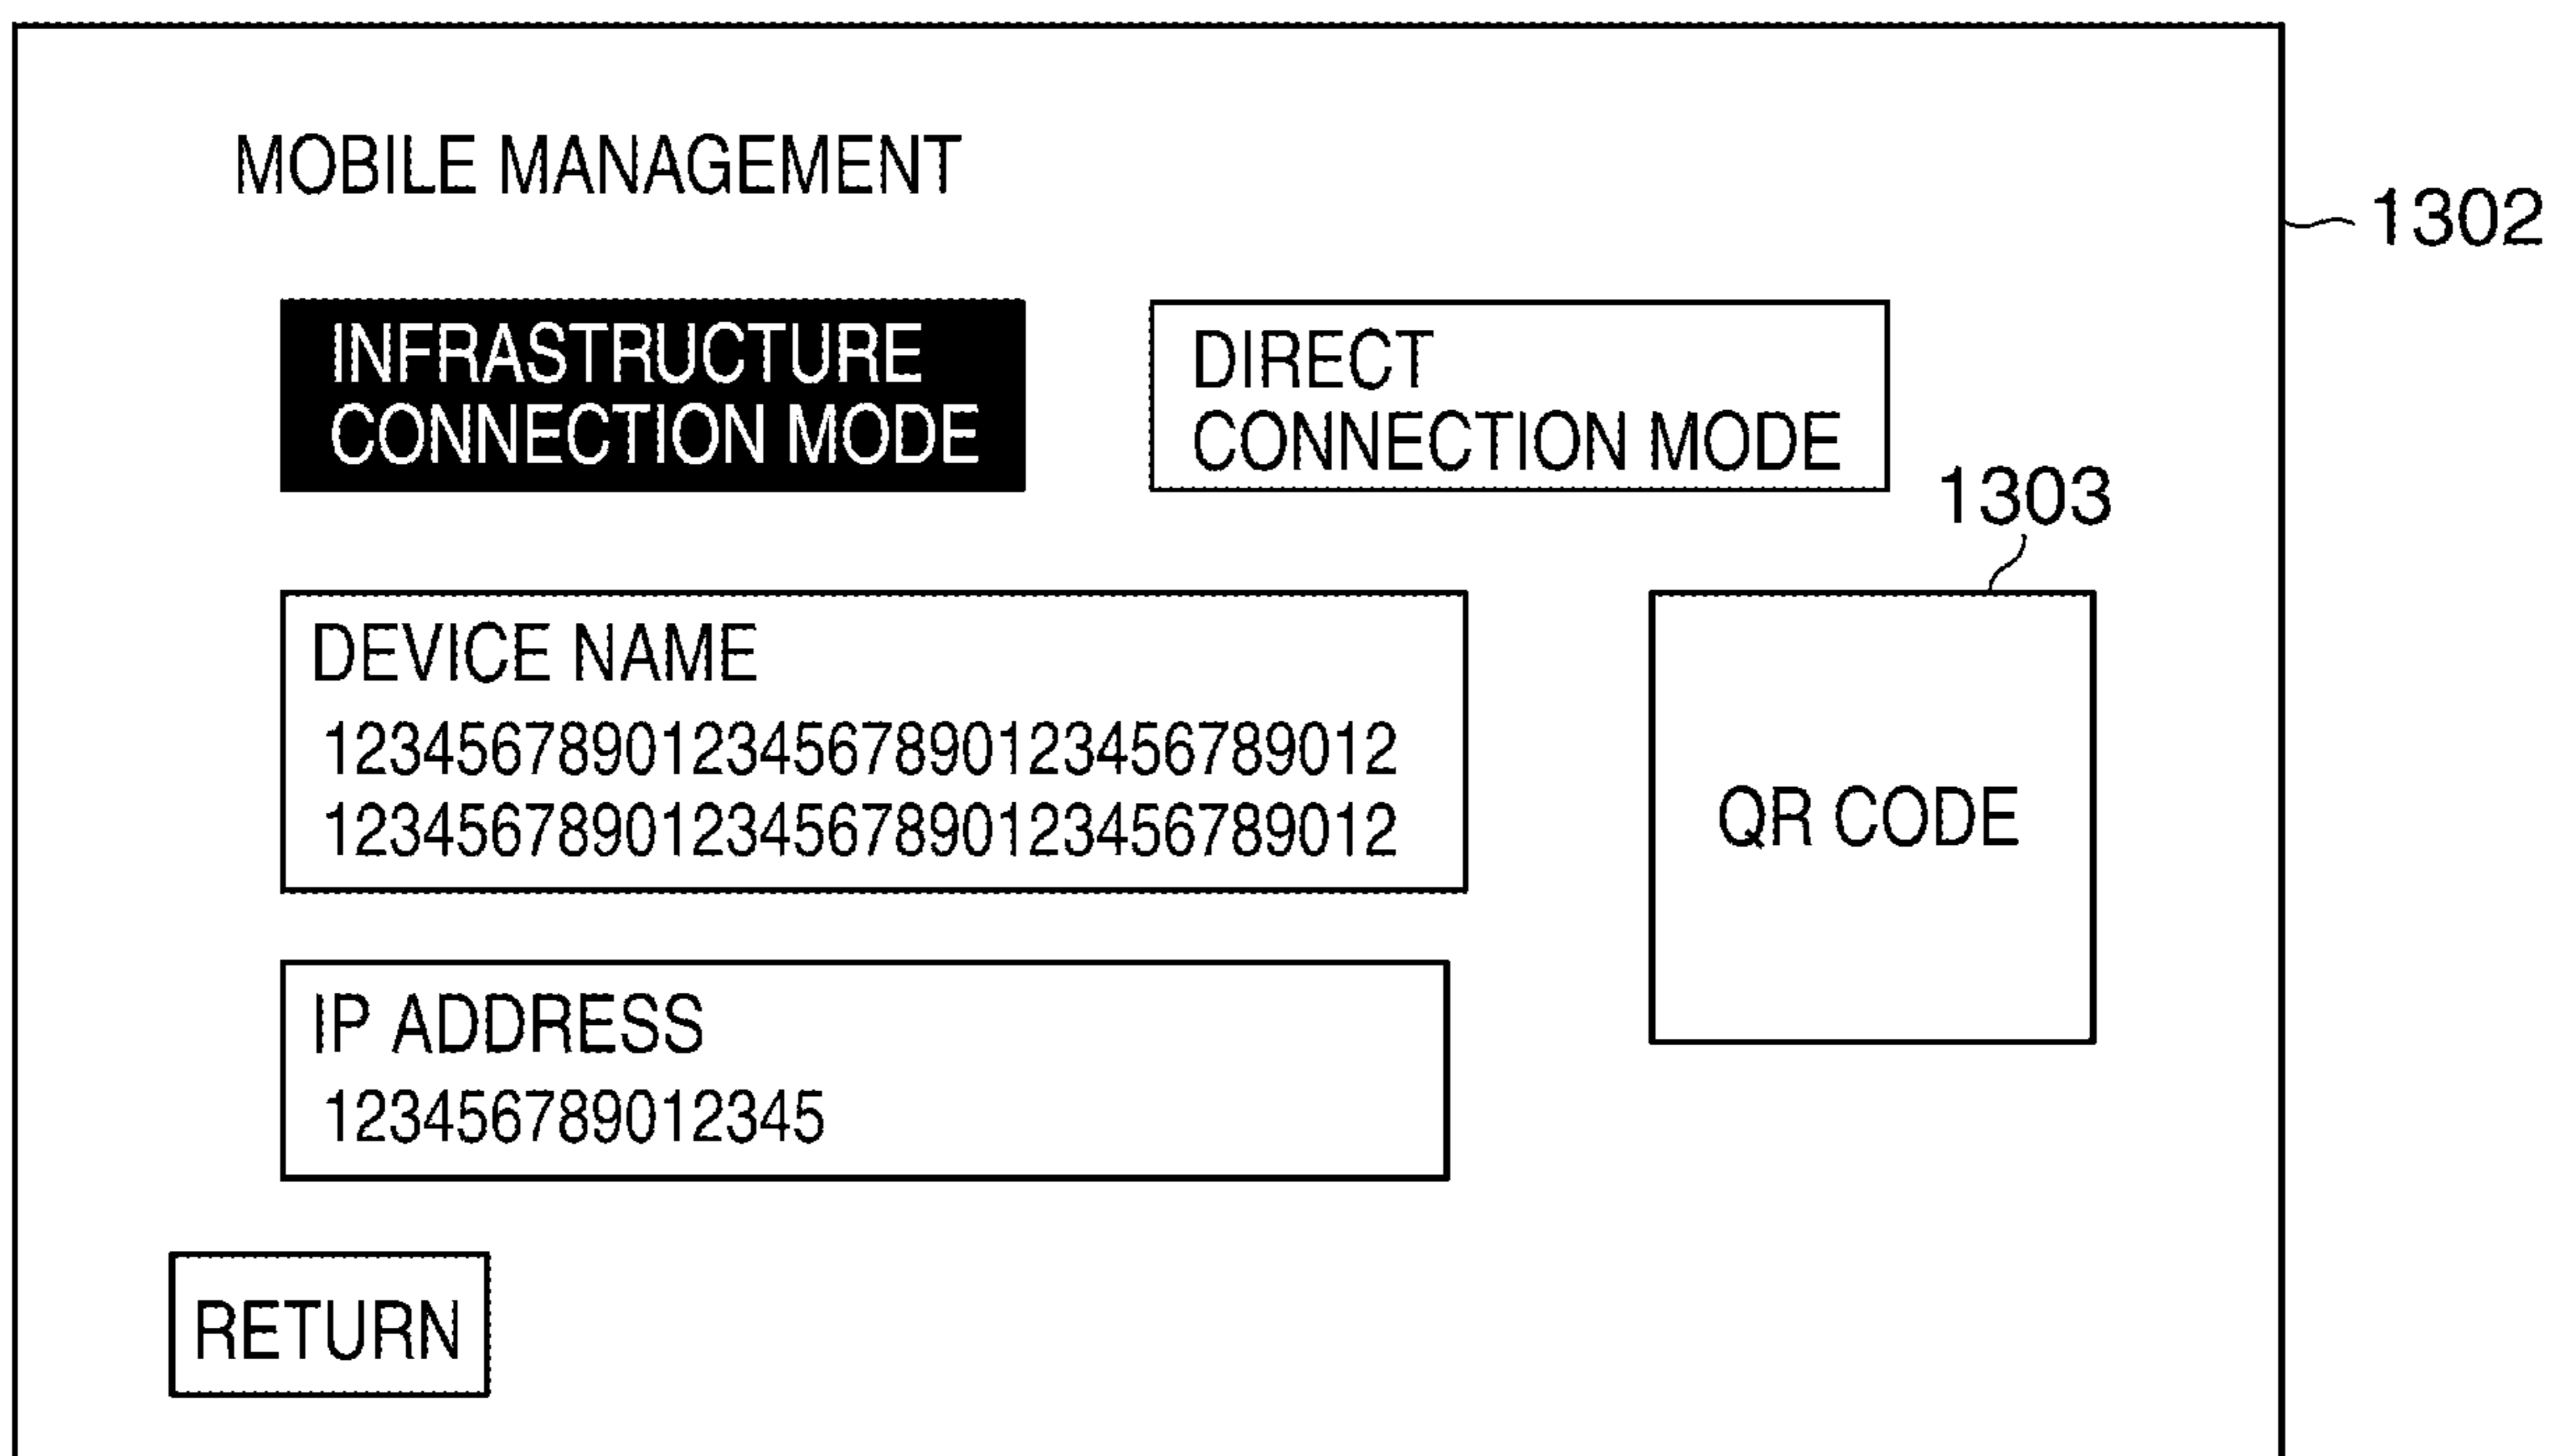 MOBILE MANAGEMENT
1302
INFRASTRUCTURE
CONNECTION MODE
DIRECT
CONNECTION MODE
1303
DEVICE NAME
12345678901234567890123456789012
12345678901234567890123456789012
QR CODE
IP ADDRESS
123456789012345
RETURN